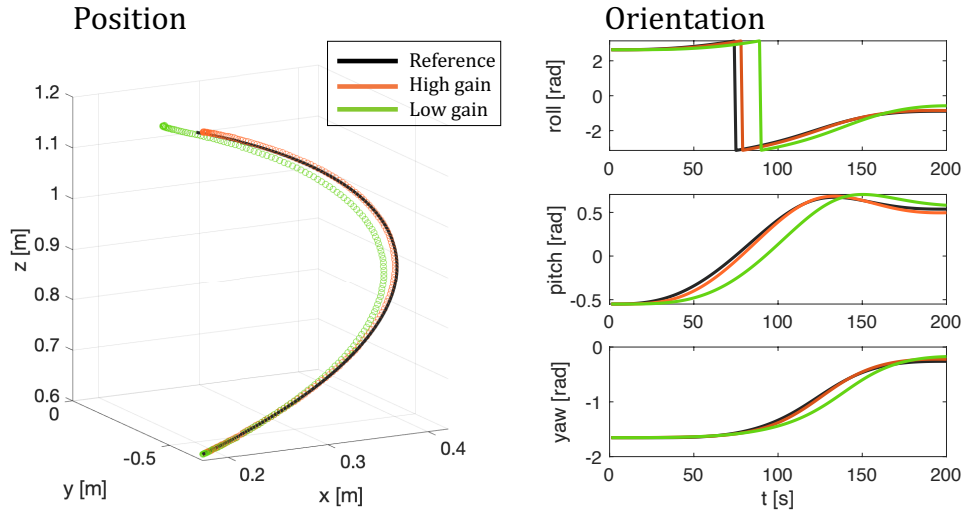 Position
Reference
High gain
Low gain
1.2
1.1
1
0.9
0.8
0.7
0.6
z [m]
0
-0.5
y [m]
0.2
0.3
0.4
x [m]
Orientation
2
0
-2
roll [rad]
0 50 100 150 200
0.5
0
-0.5
pitch [rad]
0 50 100 150 200
0
-1
-2
yaw [rad]
0 50 100 150 200
t [s]